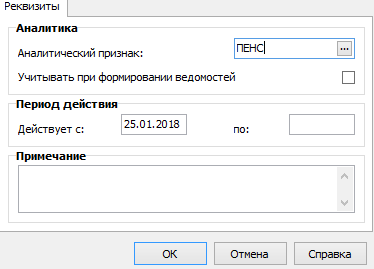 Реквизиты
Аналитика
Аналитический признак: ПЕНС ...
Учитывать при формировании ведомостей
Период действия
Действует с: 25.01.2018 по:
Примечание
ОК Отмена Справка